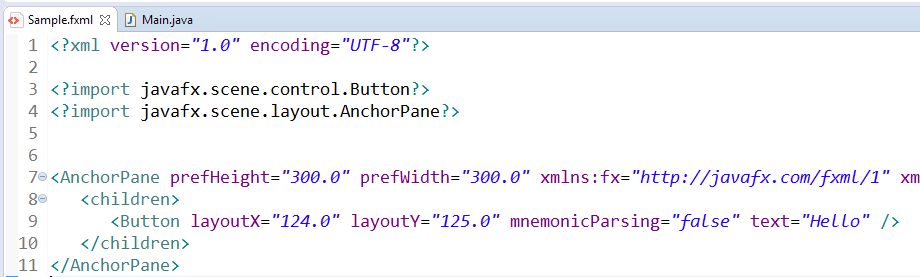 Sample.fxml Main.java
1 <?xml version="1.0" encoding="UTF-8"?>
2
3 <?import javafx.scene.control.Button?>
4 <?import javafx.scene.layout.AnchorPane?>
5
6
7 <AnchorPane prefHeight="300.0" prefWidth="300.0" xmlns:fx="http://javafx.com/fxml/1" xm
8 <children>
9 <Button layoutX="124.0" layoutY="125.0" mnemonicParsing="false" text="Hello" />
10 </children>
11 </AnchorPane>